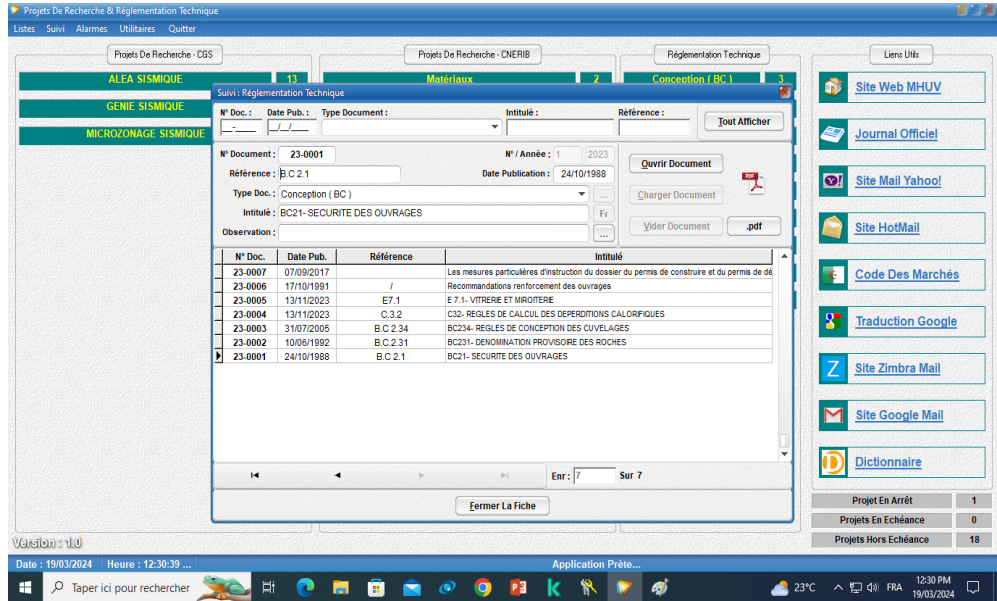 Projets De Recherche & Réglementation Technique
Listes Suivi Alarmes Utilitaires Quitter
Projets De Recherche - CGS
Projets De Recherche - CNERIB
Réglementation Technique
Liens Utils
ALEA SISMIQUE 13
Matériaux 2
Conception ( BC ) 3
GENIE SISMIQUE
MICROZONAGE SISMIQUE
Suivi : Réglementation Technique
N° Doc. : Date Pub. : Type Document : Intitulé : Référence :
__-____ __/__/____ Tout Afficher
N° Document : 23-0001 N° / Année : 1 2023
Référence : B.C 2.1 Date Publication : 24/10/1988
Type Doc. : Conception ( BC ) ...
Intitulé : BC21- SECURITE DES OUVRAGES Fr
Observation : ...
Ouvrir Document
Charger Document
Vider Document .pdf
PDF
N° Doc. Date Pub. Référence Intitulé
23-0007 07/09/2017 Les mesures particulières d'instruction du dossier du permis de construire et du permis de dé
23-0006 17/10/1991 / Recommandations renforcement des ouvrages
23-0005 13/11/2023 E7.1 E 7.1- VITRERIE ET MIROITERIE
23-0004 13/11/2023 C.3.2 C32- REGLES DE CALCUL DES DEPERDITIONS CALORIFIQUES
23-0003 31/07/2005 B.C 2.34 BC234- REGLES DE CONCEPTION DES CUVELAGES
23-0002 10/06/1992 B.C.2.31 BC231- DENOMINATION PROVISOIRE DES ROCHES
23-0001 24/10/1988 B.C 2.1 BC21- SECURITE DES OUVRAGES
Enr : 7 Sur 7
Fermer La Fiche
Site Web MHUV
Journal Officiel
Site Mail Yahoo!
Site HotMail
Code Des Marchés
Traduction Google
Site Zimbra Mail
Site Google Mail
Dictionnaire
Projet En Arrêt 1
Projets En Echéance 0
Projets Hors Echéance 18
Version : 1.0
Date : 19/03/2024 Heure : 12:30:39 ... Application Prête...
Taper ici pour rechercher
23°C FRA 12:30 PM
19/03/2024